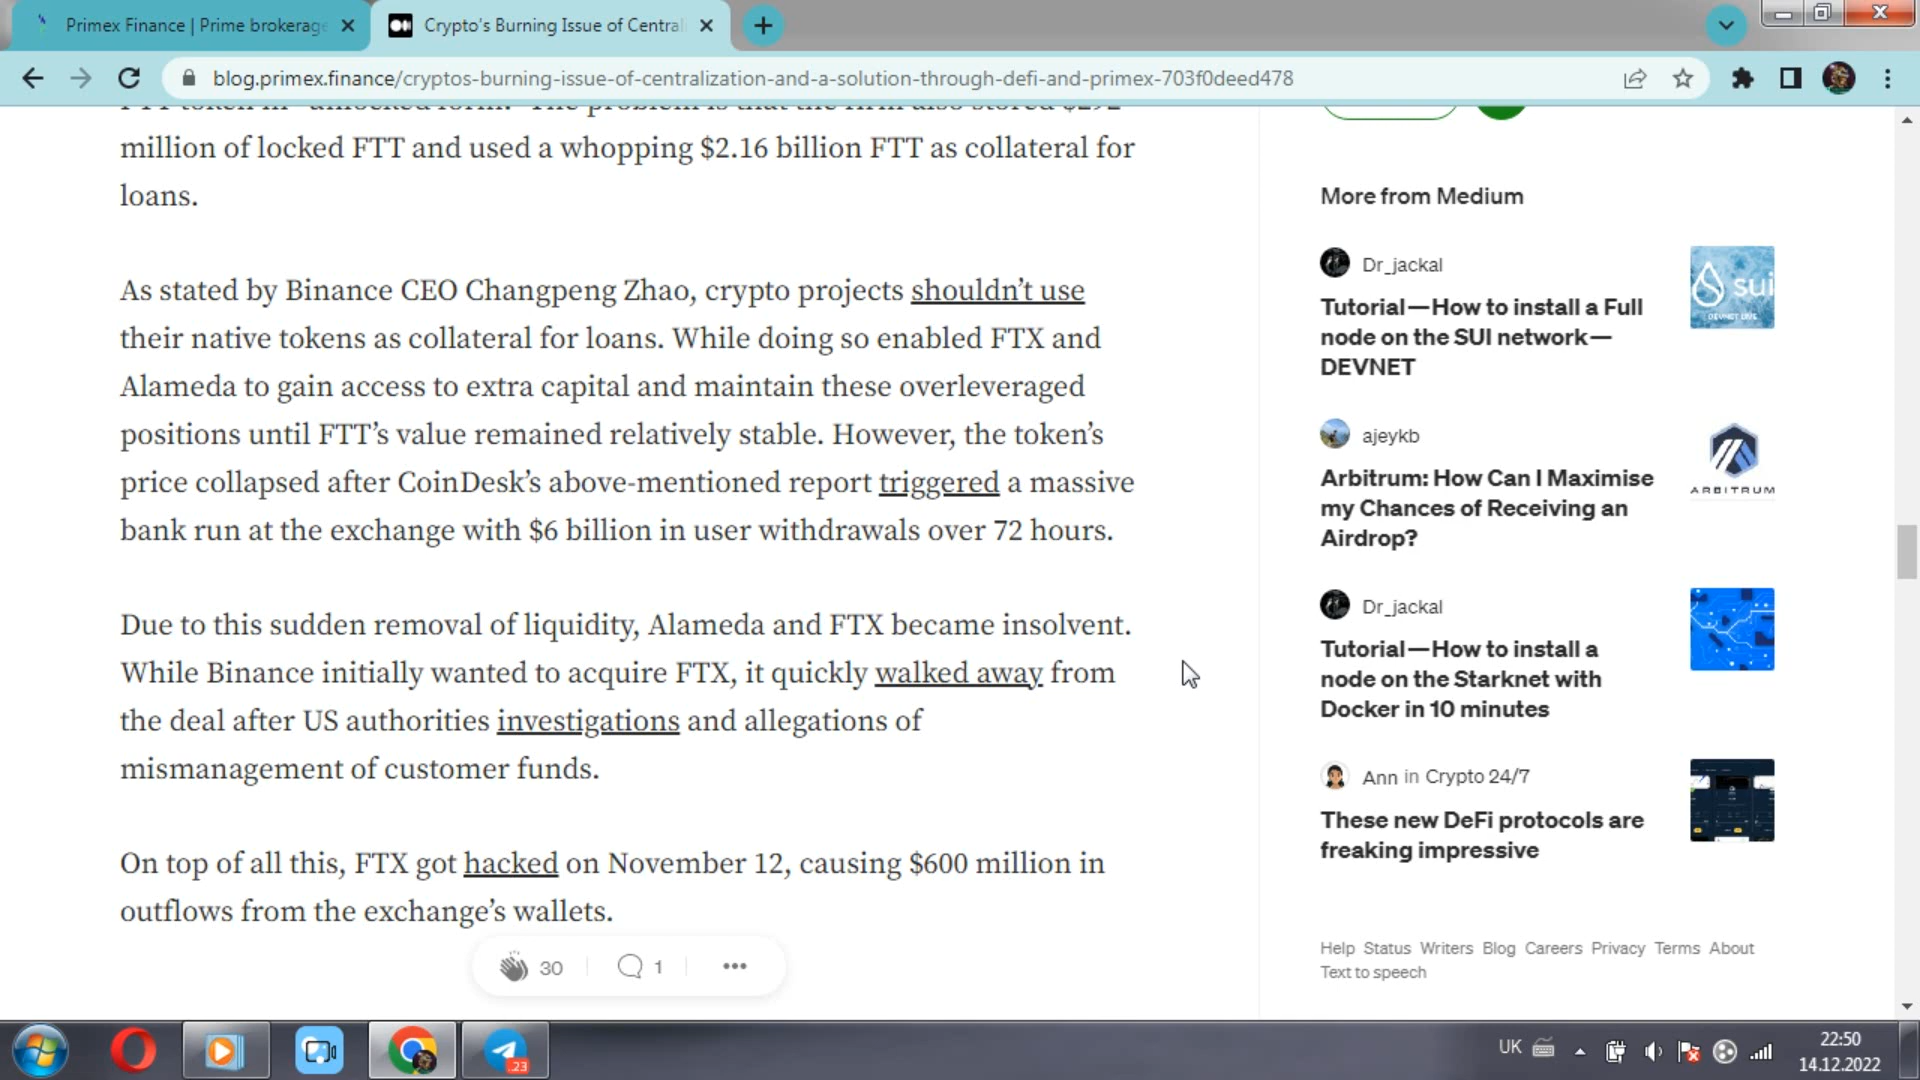 Primex Finance | Prime brokerage
Crypto's Burning Issue of Central
blog.primex.finance/cryptos-burning-issue-of-centralization-and-a-solution-through-defi-and-primex-703f0deed478
million of locked FTT and used a whopping $2.16 billion FTT as collateral for
loans.
As stated by Binance CEO Changpeng Zhao, crypto projects shouldn’t use
their native tokens as collateral for loans. While doing so enabled FTX and
Alameda to gain access to extra capital and maintain these overleveraged
positions until FTT’s value remained relatively stable. However, the token’s
price collapsed after CoinDesk’s above-mentioned report triggered a massive
bank run at the exchange with $6 billion in user withdrawals over 72 hours.
Due to this sudden removal of liquidity, Alameda and FTX became insolvent.
While Binance initially wanted to acquire FTX, it quickly walked away from
the deal after US authorities investigations and allegations of
mismanagement of customer funds.
On top of all this, FTX got hacked on November 12, causing $600 million in
outflows from the exchange’s wallets.
30
1
More from Medium
Dr_jackal
Tutorial — How to install a Full
node on the SUI network —
DEVNET
sui
DEVNET LIVE
ajeykb
Arbitrum: How Can I Maximise
my Chances of Receiving an
Airdrop?
ARBITRUM
Dr_jackal
Tutorial — How to install a
node on the Starknet with
Docker in 10 minutes
Ann in Crypto 24/7
These new DeFi protocols are
freaking impressive
Help Status Writers Blog Careers Privacy Terms About
Text to speech
23
UK
22:50
14.12.2022